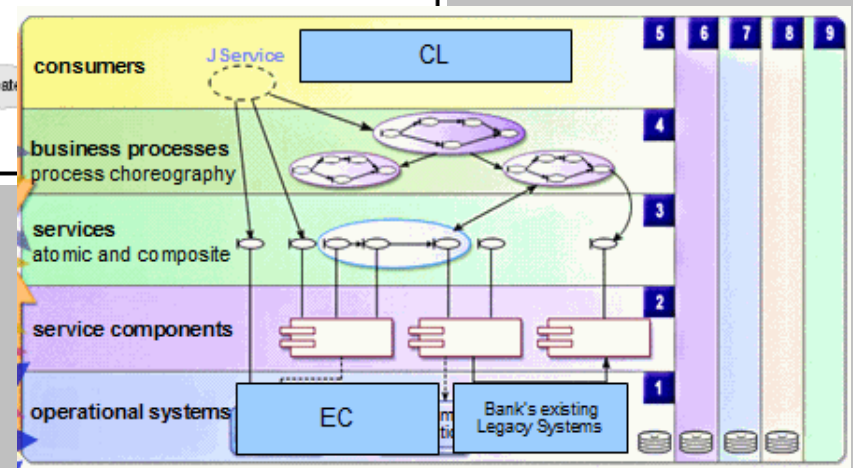 CL
5
6
7
8
9
consumers
J Service
4
business processes
process choreography
3
services
atomic and composite
2
service components
1
operational systems
EC
Bank's existing
Legacy Systems